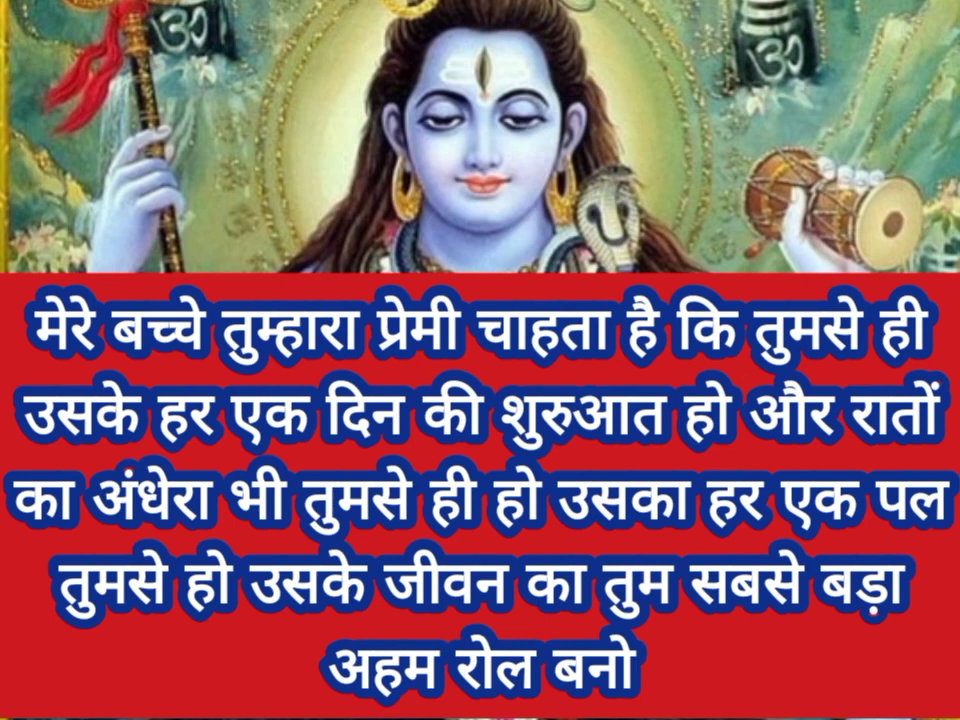 ॐ ॐ
मेरे बच्चे तुम्हारा प्रेमी चाहता है कि तुमसे ही
उसके हर एक दिन की शुरुआत हो और रातों
का अंधेरा भी तुमसे ही हो उसका हर एक पल
तुमसे हो उसके जीवन का तुम सबसे बड़ा
अहम रोल बनो